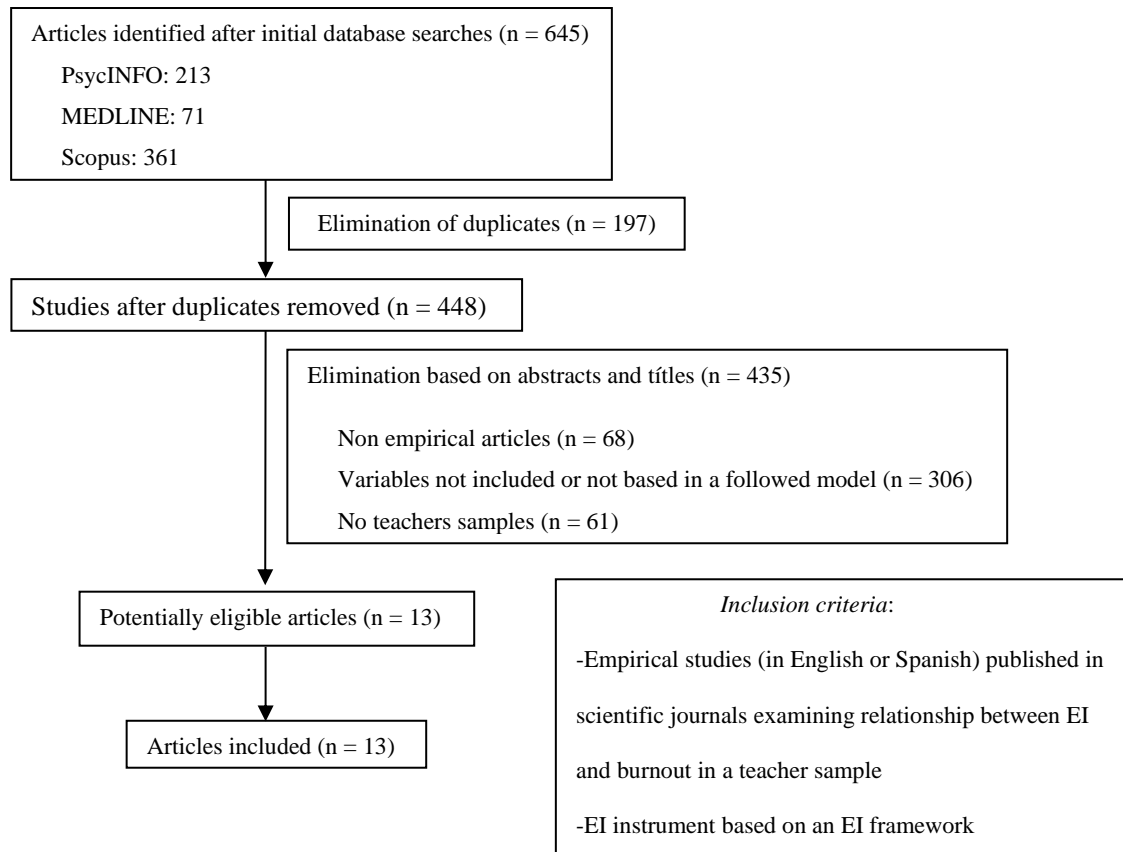 Articles identified after initial database searches (n = 645)
PsycINFO: 213
MEDLINE: 71
Scopus: 361
Elimination of duplicates (n = 197)
Studies after duplicates removed (n = 448)
Elimination based on abstracts and títles (n = 435)
Non empirical articles (n = 68)
Variables not included or not based in a followed model (n = 306)
No teachers samples (n = 61)
Potentially eligible articles (n = 13)
Articles included (n = 13)
Inclusion criteria:
-Empirical studies (in English or Spanish) published in
scientific journals examining relationship between EI
and burnout in a teacher sample
-EI instrument based on an EI framework